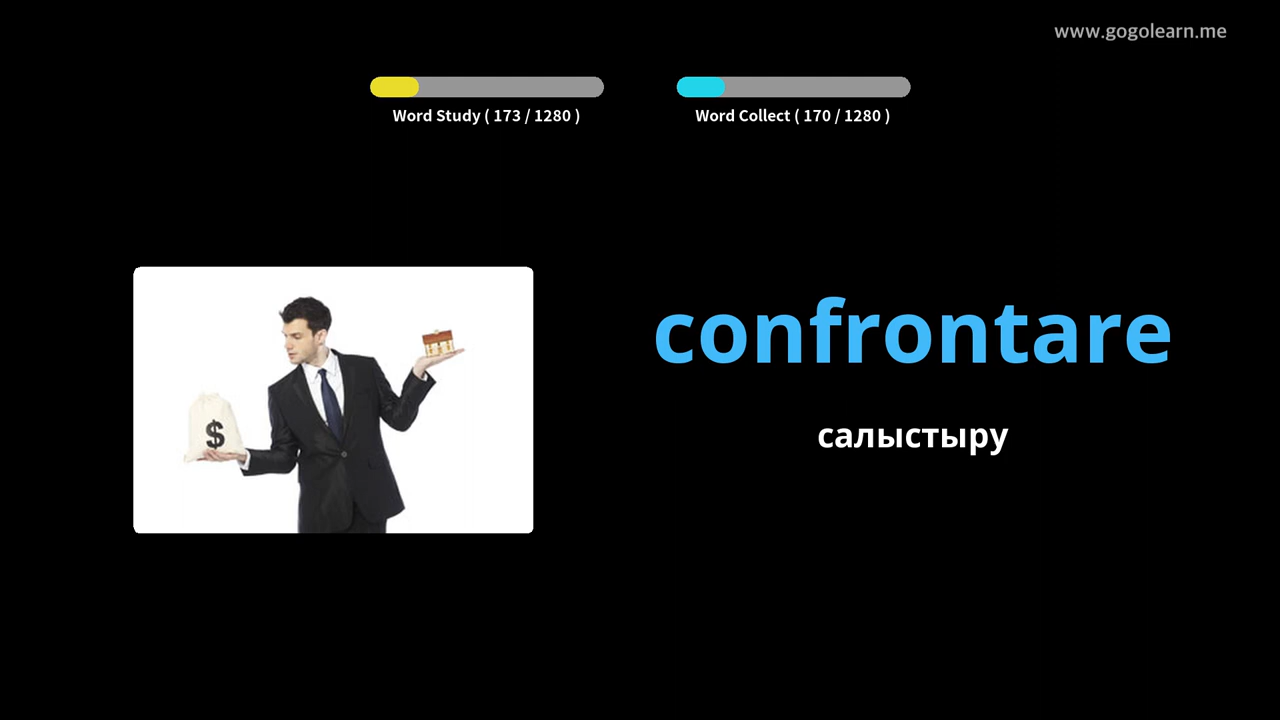 www.gogolearn.me
Word Study ( 173 / 1280 )
Word Collect ( 170 / 1280 )
$
confrontare
салыстыру